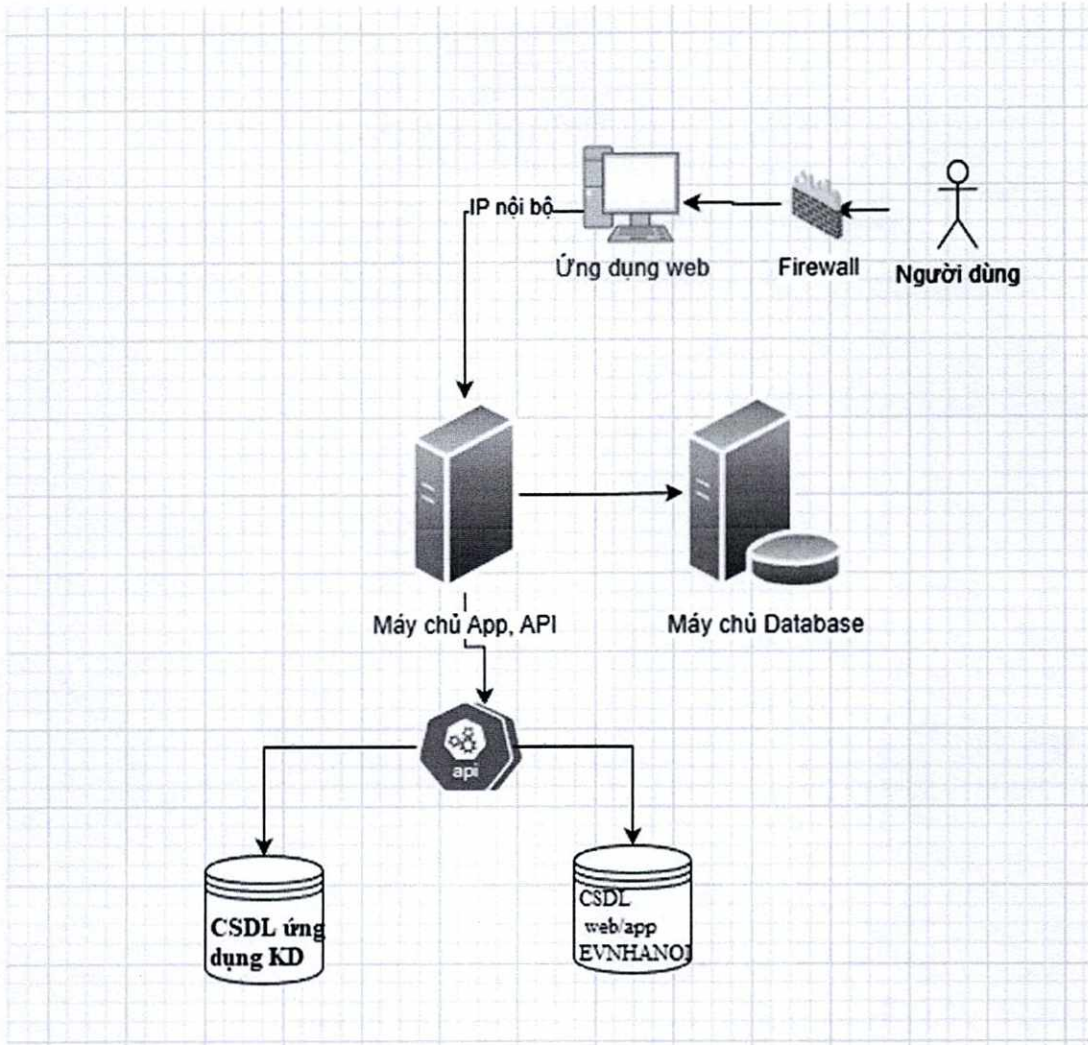 IP nội bộ
Ứng dụng web
Firewall
Người dùng
Máy chủ App, API
Máy chủ Database
api
CSDL ứng
dụng KD
CSDL
web/app
EVNHANOI